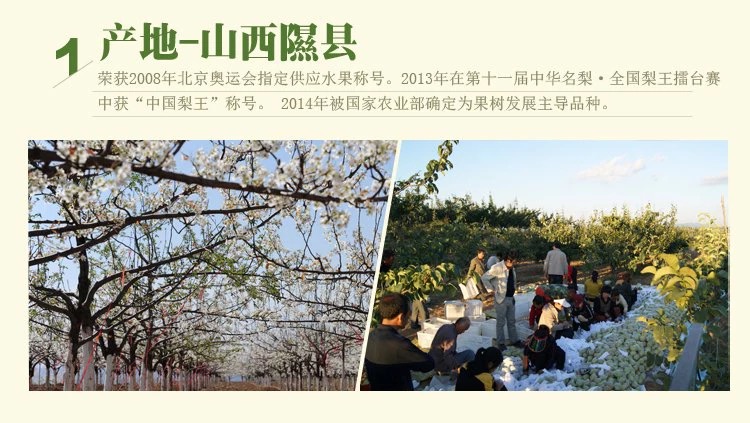 1 产地-山西隰县
荣获2008年北京奥运会指定供应水果称号。2013年在第十一届中华名梨·全国梨王擂台赛
中获“中国梨王”称号。 2014年被国家农业部确定为果树发展主导品种。